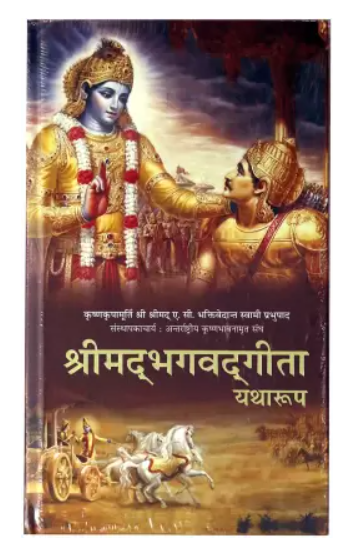 कृष्णकृपामूर्ति श्री श्रीमद् ए. सी. भक्तिवेदान्त स्वामी प्रभुपाद
संस्थापकाचार्य : अन्तर्राष्ट्रीय कृष्णभावनामृत संघ
श्रीमद्‌भगवद्‌गीता
यथारूप